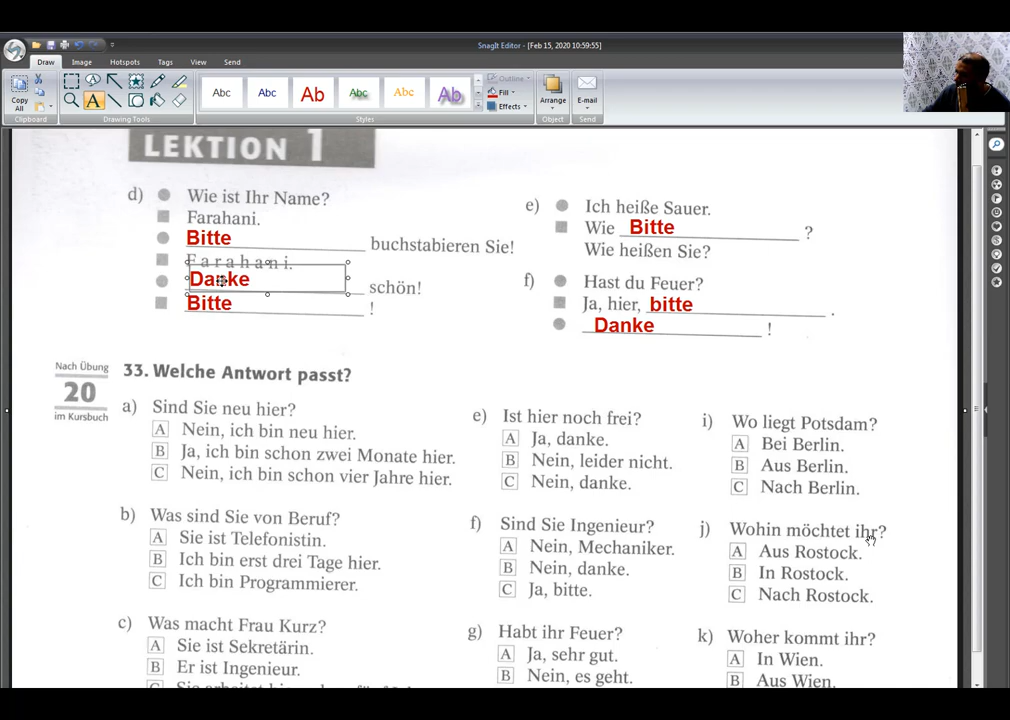 SnagIt Editor - [Feb 15, 2020 10:59:55]
Draw Image Hotspots Tags View Send
Copy All
Clipboard
Drawing Tools
Abc Abc Ab Abc Abc Ab
Styles
Outline
Fill
Effects
Arrange
Object
E-mail
Send
LEKTION 1
d) Wie ist Ihr Name?
Farahani.
Bitte buchstabieren Sie!
F a r a h a n i.
Danke schön!
Bitte !
e) Ich heiße Sauer.
Wie Bitte ?
Wie heißen Sie?
f) Hast du Feuer?
Ja, hier, bitte .
Danke !
Nach Übung
20
im Kursbuch
33. Welche Antwort passt?
a) Sind Sie neu hier?
A Nein, ich bin neu hier.
B Ja, ich bin schon zwei Monate hier.
C Nein, ich bin schon vier Jahre hier.
b) Was sind Sie von Beruf?
A Sie ist Telefonistin.
B Ich bin erst drei Tage hier.
C Ich bin Programmierer.
c) Was macht Frau Kurz?
A Sie ist Sekretärin.
B Er ist Ingenieur.
e) Ist hier noch frei?
A Ja, danke.
B Nein, leider nicht.
C Nein, danke.
f) Sind Sie Ingenieur?
A Nein, Mechaniker.
B Nein, danke.
C Ja, bitte.
g) Habt ihr Feuer?
A Ja, sehr gut.
B Nein, es geht.
i) Wo liegt Potsdam?
A Bei Berlin.
B Aus Berlin.
C Nach Berlin.
j) Wohin möchtet ihr?
A Aus Rostock.
B In Rostock.
C Nach Rostock.
k) Woher kommt ihr?
A In Wien.
B Aus Wien.